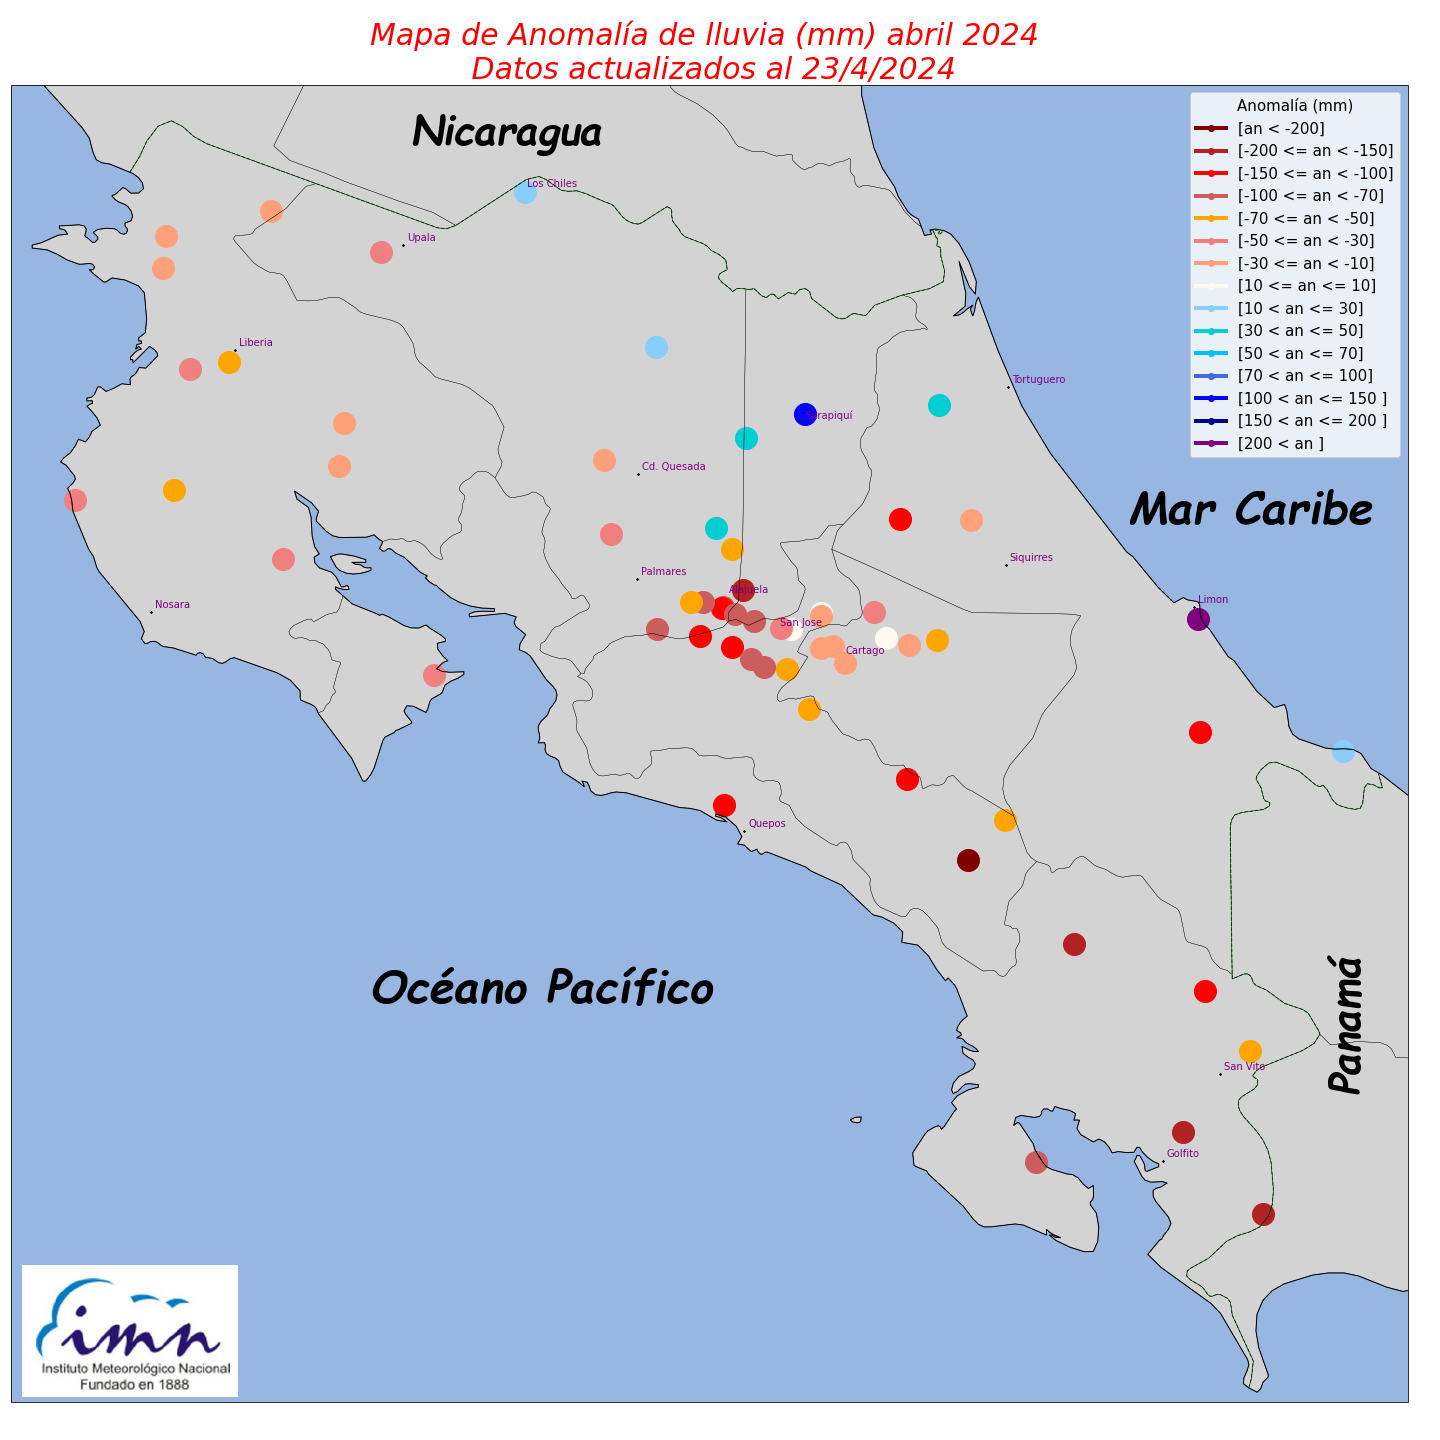 Mapa de Anomalía de lluvia (mm) abril 2024
Datos actualizados al 23/4/2024
Nicaragua
Anomalía (mm)
[an < -200]
[-200 <= an < -150]
[-150 <= an < -100]
[-100 <= an < -70]
[-70 <= an < -50]
[-50 <= an < -30]
[-30 <= an < -10]
[10 <= an <= 10]
[10 < an <= 30]
[30 < an <= 50]
[50 < an <= 70]
[70 < an <= 100]
[100 < an <= 150 ]
[150 < an <= 200 ]
[200 < an ]
Los Chiles
Upala
Liberia
Tortuguero
Sarapiquí
Cd. Quesada
Mar Caribe
Siquirres
Palmares
Alajuela
Limon
Nosara
San Jose
Cartago
Quepos
Océano Pacífico
Panamá
San Vito
Golfito
imn
Instituto Meteorológico Nacional
Fundado en 1888